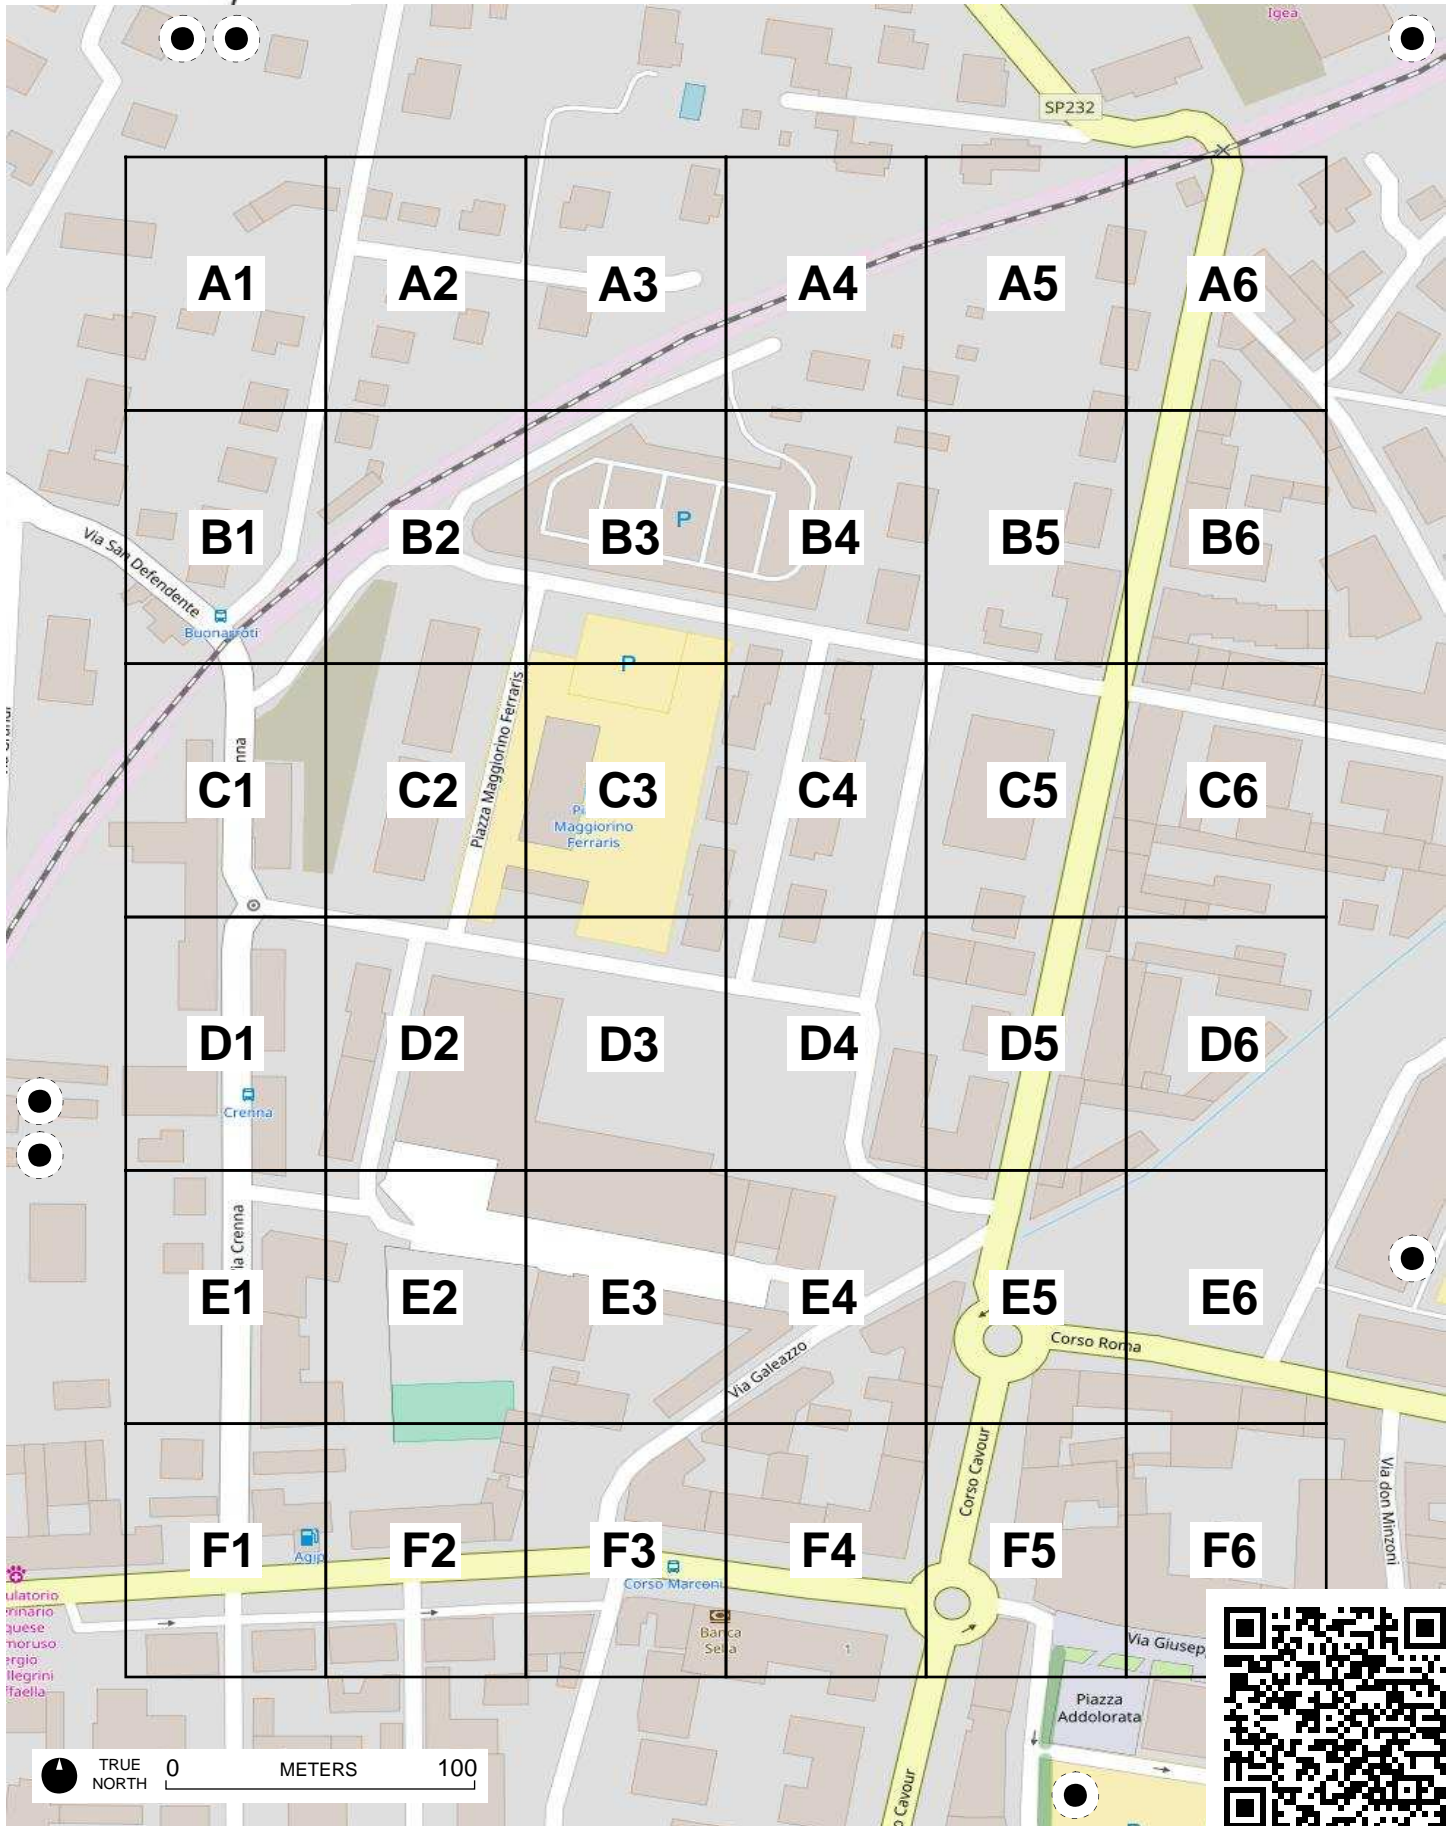 Igea
SP232
A1
A2
A3
A4
A5
A6
B1
B2
B3
B4
B5
B6
P
Via San Defendente
Buonarroti
P
C1
C2
C3
C4
C5
C6
Piazza Maggiorino Ferraris
Maggiorino
Ferraris
D1
D2
D3
D4
D5
D6
Crenna
E1
E2
E3
E4
E5
E6
Corso Roma
Via Galeazzo
F1
F2
F3
F4
F5
F6
Agip
Corso Cavour
Via don Minzoni
Corso Marconi
Banca
Sella
1
Piazza
Addolorata
TRUE
NORTH
0
METERS
100
Cavour